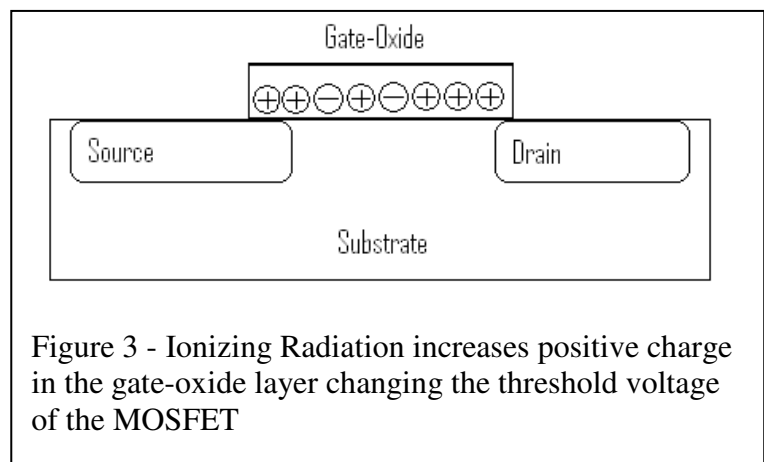 Gate-Oxide
++-+-+++
Source
Drain
Substrate
Figure 3 - Ionizing Radiation increases positive charge
in the gate-oxide layer changing the threshold voltage
of the MOSFET